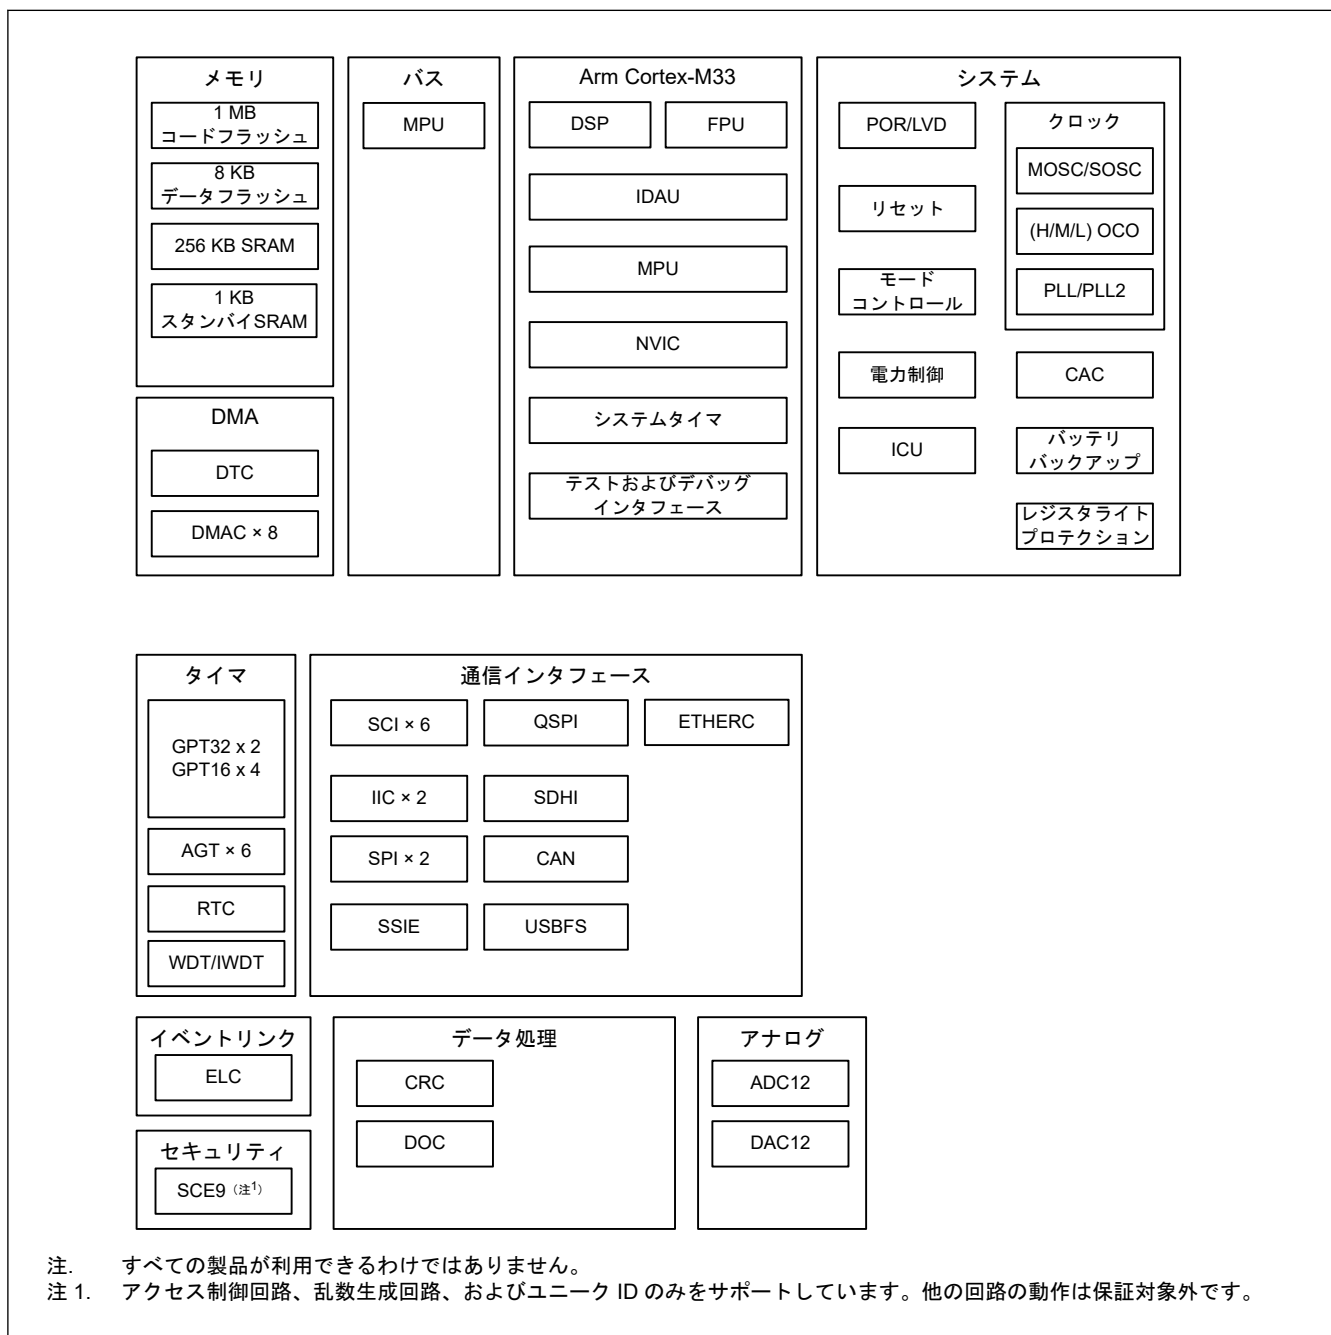 メモリ
1 MB
コードフラッシュ
8 KB
データフラッシュ
256 KB SRAM
1 KB
スタンバイSRAM
DMA
DTC
DMAC × 8
バス
MPU
Arm Cortex-M33
DSP
FPU
IDAU
MPU
NVIC
システムタイマ
テストおよびデバッグ
インタフェース
システム
POR/LVD
リセット
モード
コントロール
電力制御
ICU
クロック
MOSC/SOSC
(H/M/L) OCO
PLL/PLL2
CAC
バッテリ
バックアップ
レジスタライト
プロテクション
タイマ
GPT32 x 2
GPT16 x 4
AGT × 6
RTC
WDT/IWDT
通信インタフェース
SCI × 6
QSPI
ETHERC
IIC × 2
SDHI
SPI × 2
CAN
SSIE
USBFS
イベントリンク
ELC
セキュリティ
SCE9（注1）
データ処理
CRC
DOC
アナログ
ADC12
DAC12
注. すべての製品が利用できるわけではありません。
注 1. アクセス制御回路、乱数生成回路、およびユニーク ID のみをサポートしています。他の回路の動作は保証対象外です。